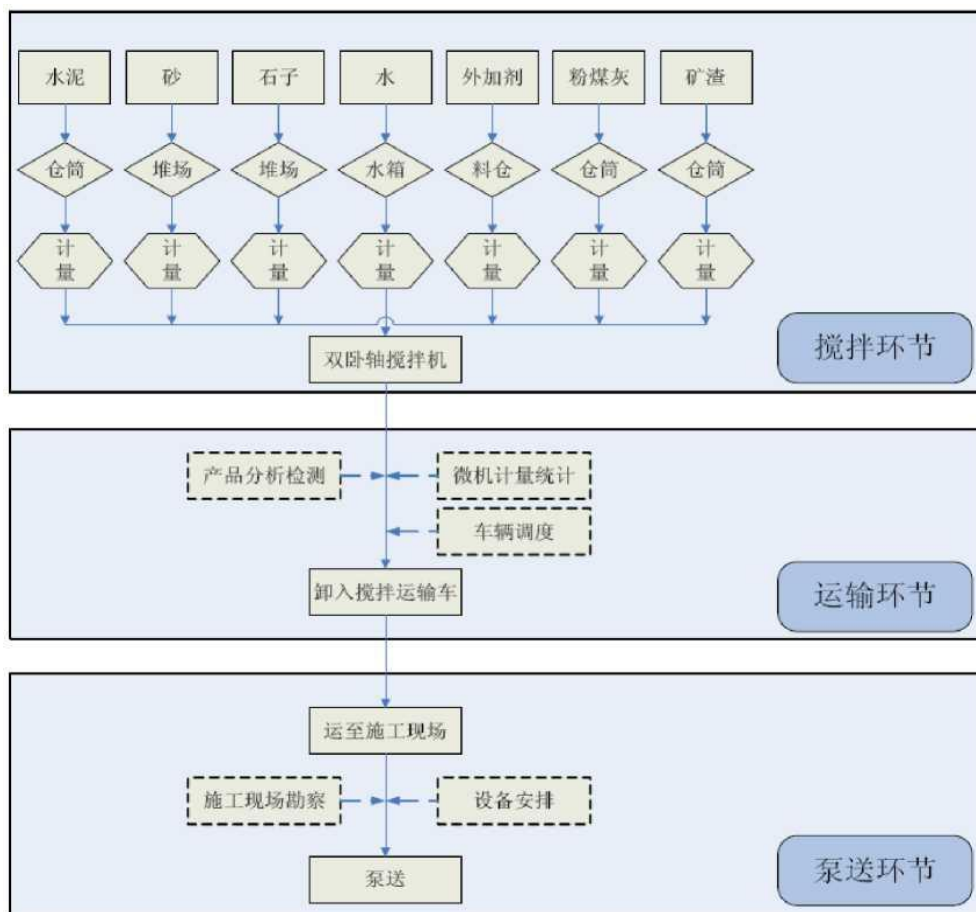 水泥 砂 石子 水 外加剂 粉煤灰 矿渣
仓筒 堆场 堆场 水箱 料仓 仓筒 仓筒
计 计 计 计 计 计 计
量 量 量 量 量 量 量
搅拌环节
双卧轴搅拌机
产品分析检测 微机计量统计
车辆调度
卸入搅拌运输车
运输环节
运至施工现场
施工现场勘察 设备安排
泵送
泵送环节